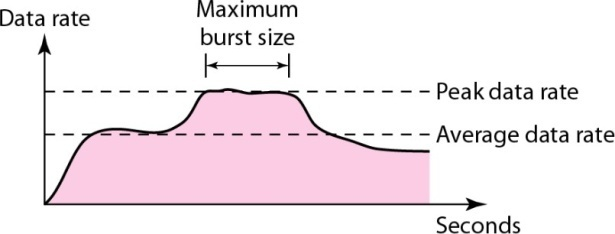 Data rate
Maximum
burst size
Peak data rate
Average data rate
Seconds